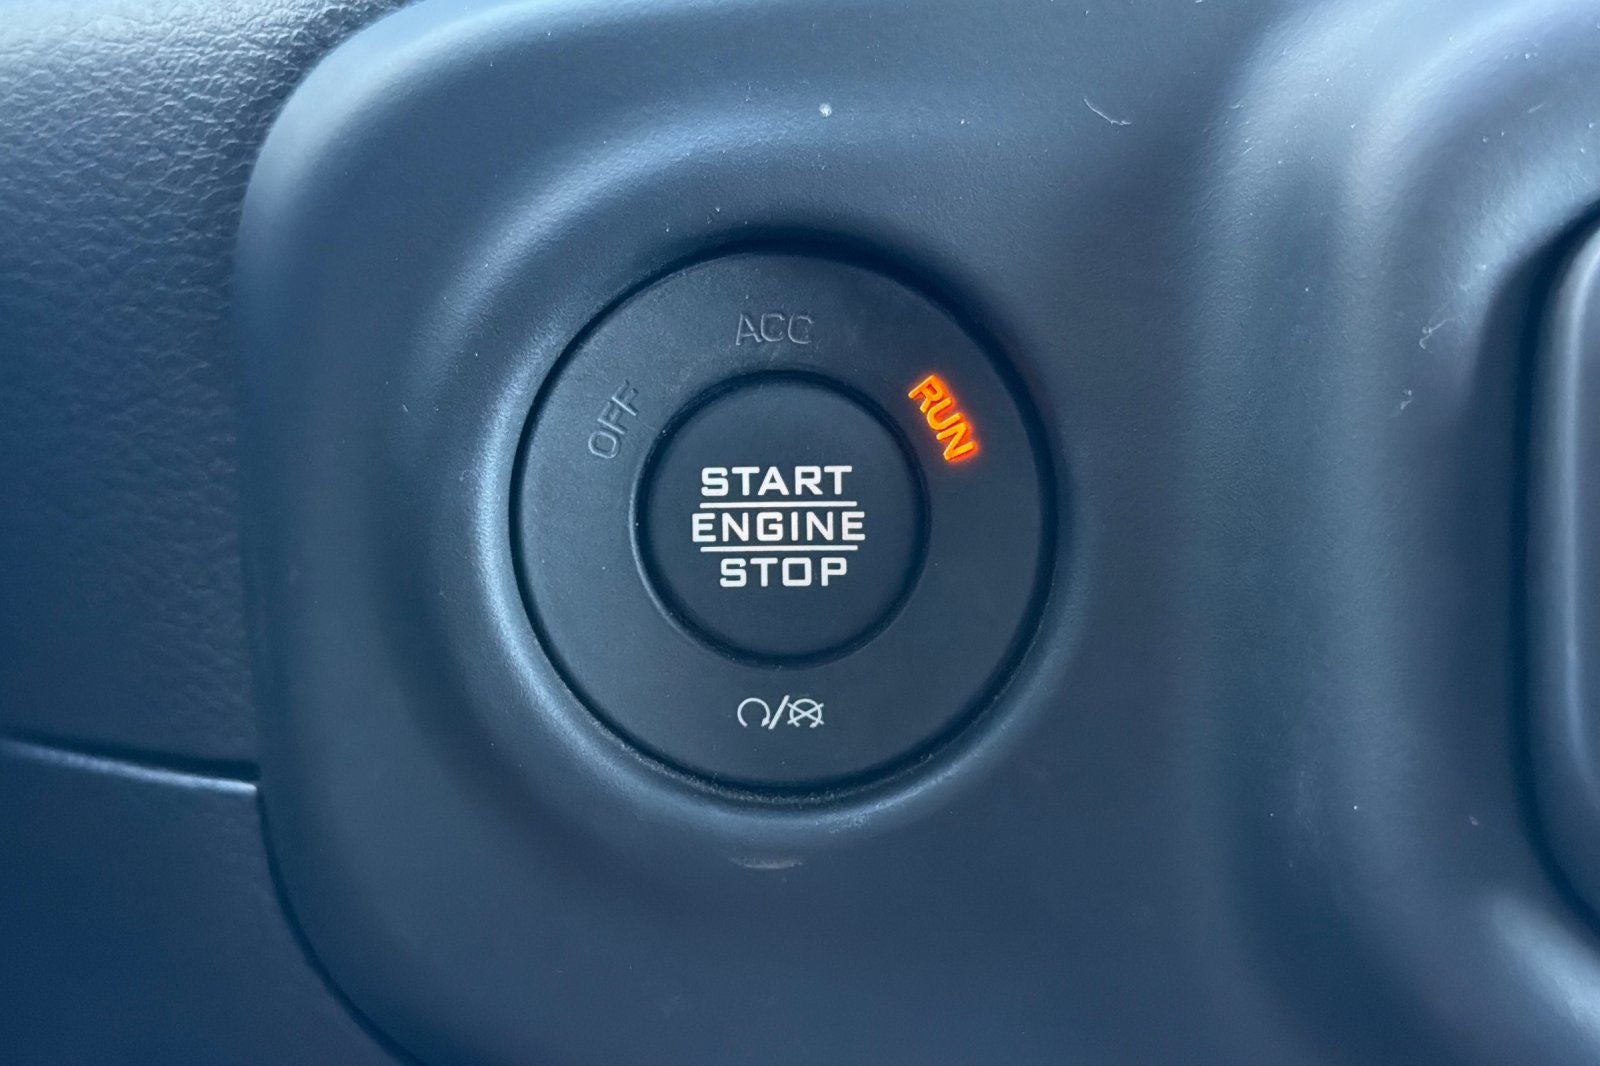 ACC
OFF
RUN
START
ENGINE
STOP